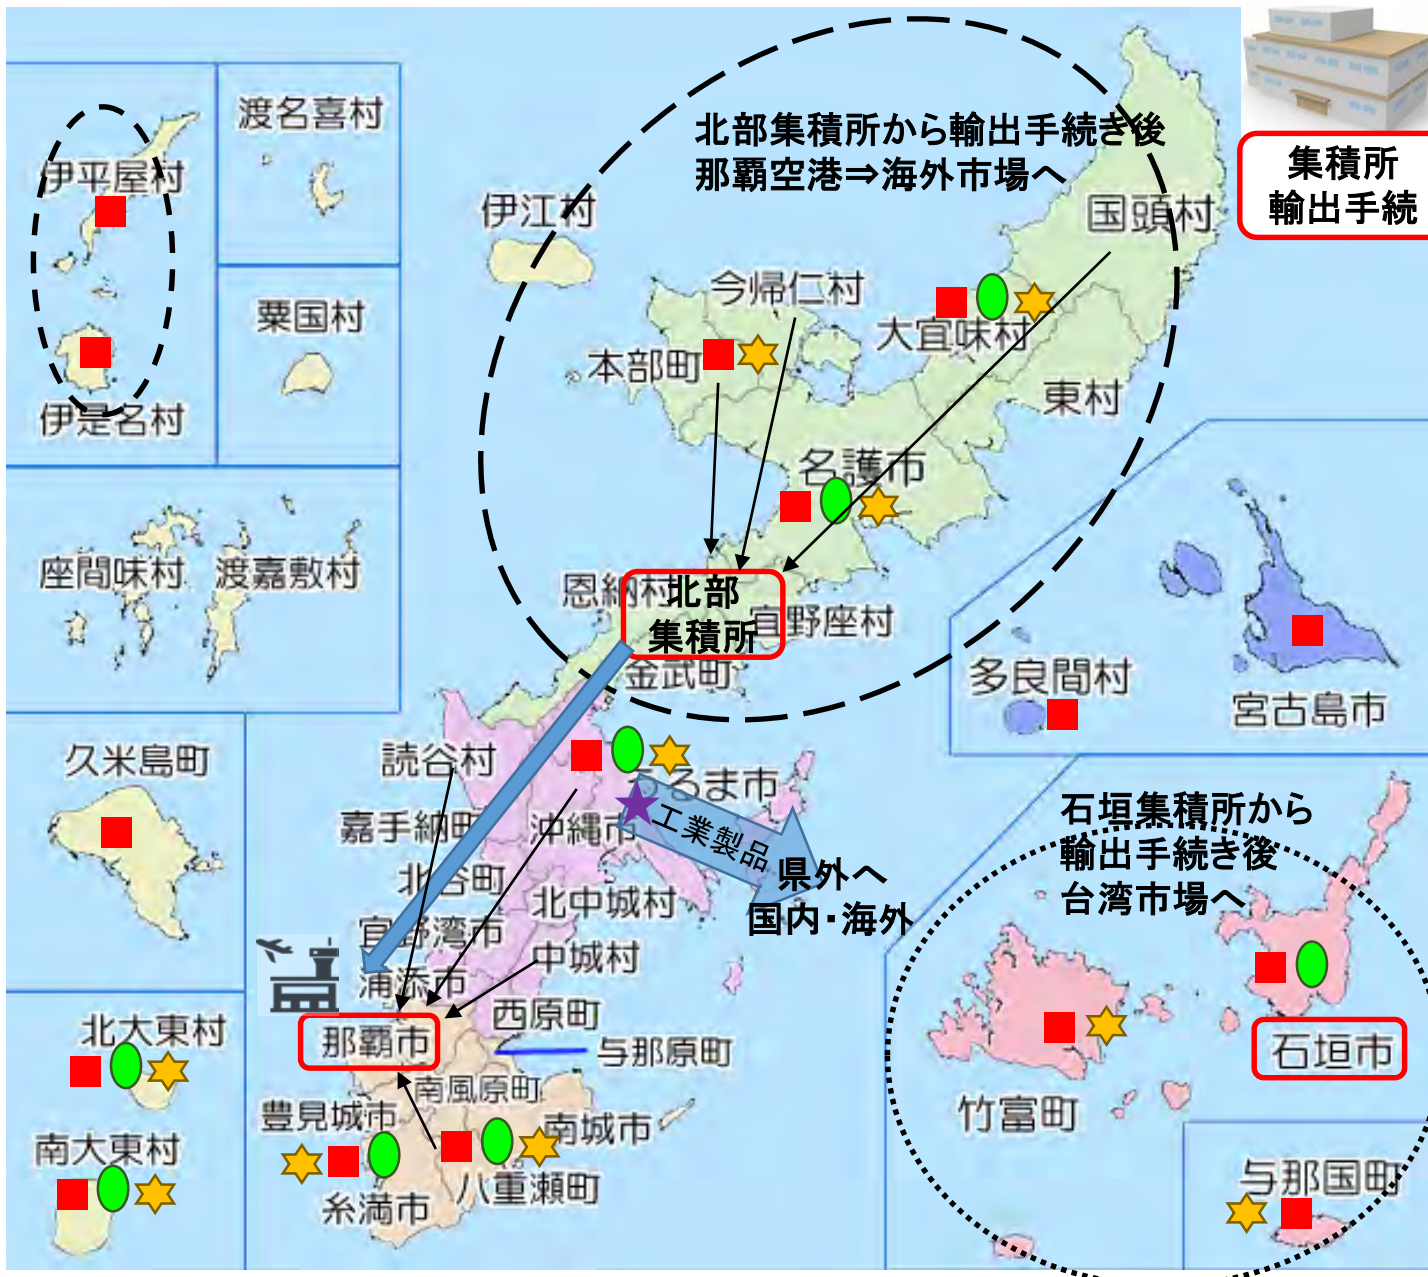 渡名喜村
伊平屋村
粟国村
伊是名村
座間味村
渡嘉敷村
久米島町
北大東村
南大東村
北部集積所から輸出手続き後
那覇空港⇒海外市場へ
集積所
輸出手続
伊江村
国頭村
今帰仁村
大宜味村
本部町
東村
名護市
恩納村
北部
集積所
宜野座村
金武町
読谷村
うるま市
嘉手納町
沖縄市
工業製品
県外へ
国内・海外
北谷町
北中城村
宜野湾市
中城村
浦添市
西原町
那覇市
与那原町
南風原町
豊見城市
南城市
八重瀬町
糸満市
多良間村
宮古島市
石垣集積所から
輸出手続き後
台湾市場へ
石垣市
竹富町
与那国町